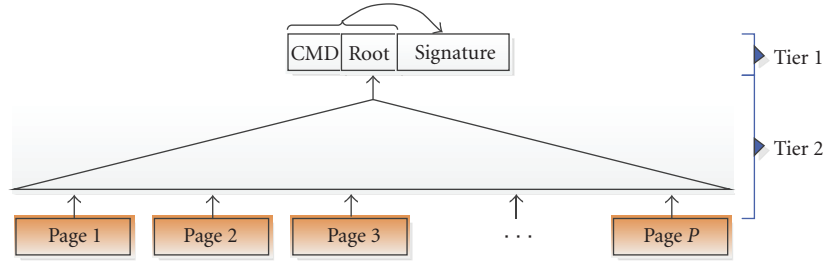 CMD Root Signature
Tier 1
Tier 2
Page 1 Page 2 Page 3 . . . Page P